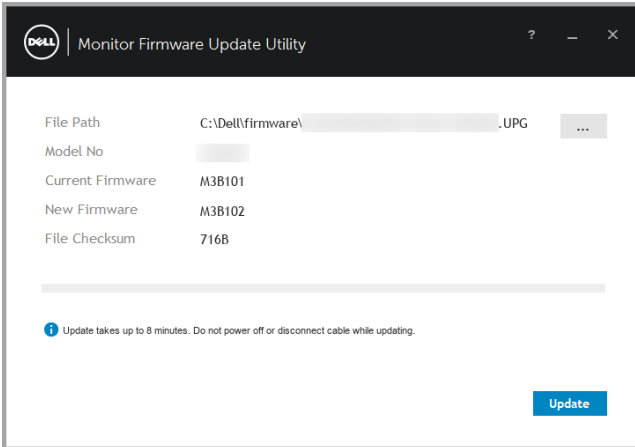 DELL Monitor Firmware Update Utility ?
File Path C:\Dell\firmware\ .UPG ...
Model No
Current Firmware M3B101
New Firmware M3B102
File Checksum 716B
Update takes up to 8 minutes. Do not power off or disconnect cable while updating.
Update